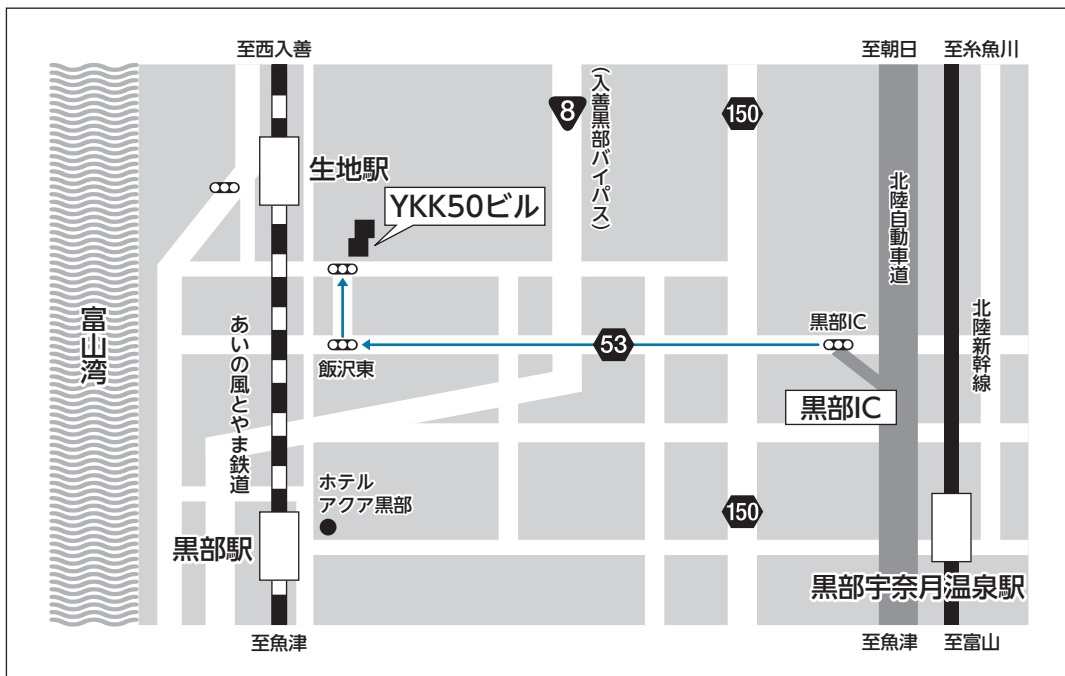 至西入善
至朝日
至糸魚川
8
(入善黒部バイパス)
150
生地駅
YKK50ビル
北陸自動車道
富山湾
あいの風とやま鉄道
飯沢東
53
黒部IC
北陸新幹線
黒部IC
ホテル
アクア黒部
150
黒部駅
黒部宇奈月温泉駅
至魚津
至魚津
至富山